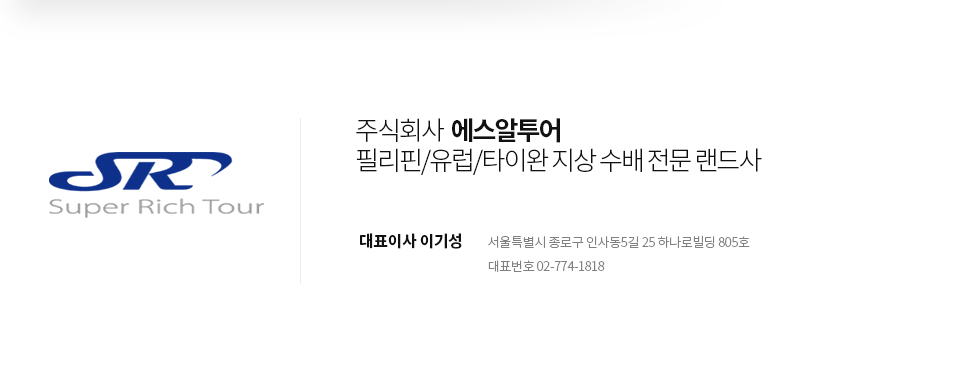 SR
Super Rich Tour
주식회사 에스알투어
필리핀/유럽/타이완 지상 수배 전문 랜드사
대표이사 이기성
서울특별시 종로구 인사동5길 25 하나로빌딩 805호
대표번호 02-774-1818